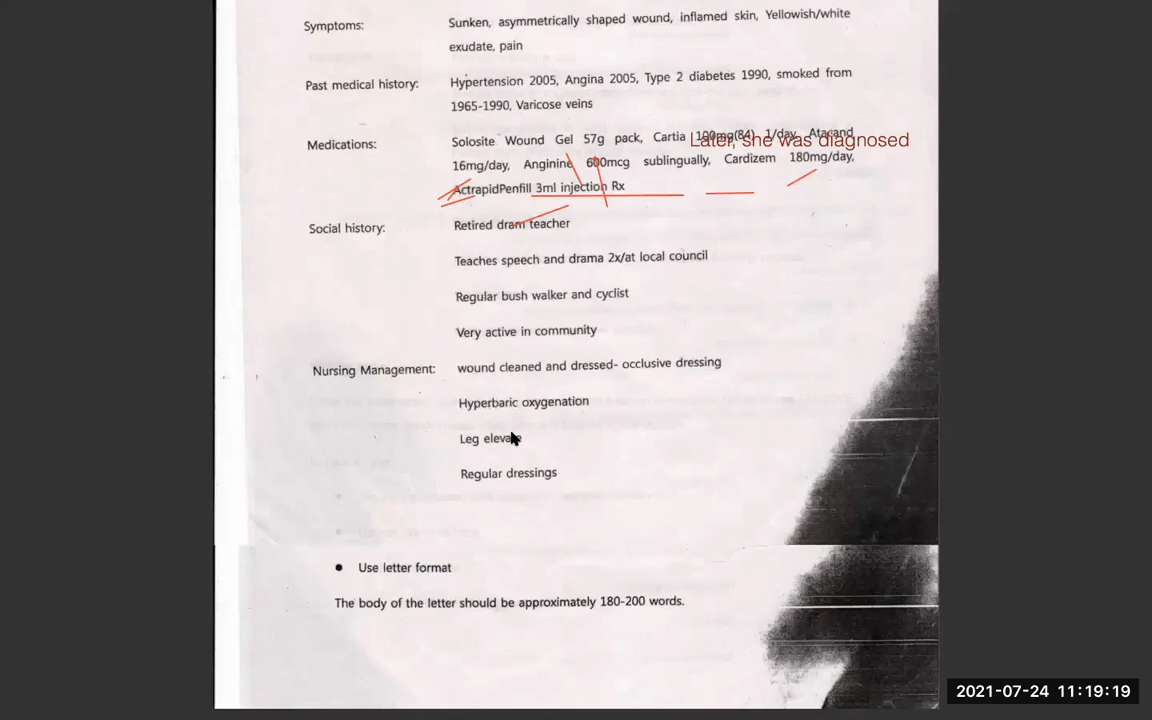 Symptoms: Sunken, asymmetrically shaped wound, inflamed skin, Yellowish/white
exudate, pain
Past medical history: Hypertension 2005, Angina 2005, Type 2 diabetes 1990, smoked from
1965-1990, Varicose veins
Medications: Solosite Wound Gel 57g pack, Cartia 100mg(84) 1/day, Atacand
Later, she was diagnosed
16mg/day, Anginine 600mcg sublingually, Cardizem 180mg/day,
ActrapidPenfill 3ml injection Rx
Social history: Retired dram teacher
Teaches speech and drama 2x/at local council
Regular bush walker and cyclist
Very active in community
Nursing Management: wound cleaned and dressed- occlusive dressing
Hyperbaric oxygenation
Leg elevate
Regular dressings
• Use letter format
The body of the letter should be approximately 180-200 words.
2021-07-24 11:19:19